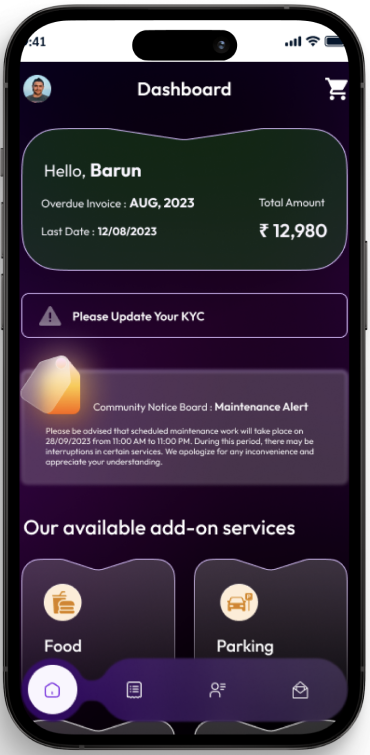 :41
Dashboard
Hello, Barun
Overdue Invoice : AUG, 2023
Total Amount
Last Date : 12/08/2023
₹ 12,980
Please Update Your KYC
Community Notice Board : Maintenance Alert
Please be advised that scheduled maintenance work will take place on
28/09/2023 from 11:00 AM to 11:00 PM. During this period, there may be
interruptions in certain services. We apologize for any inconvenience and
appreciate your understanding.
Our available add-on services
Food
Parking